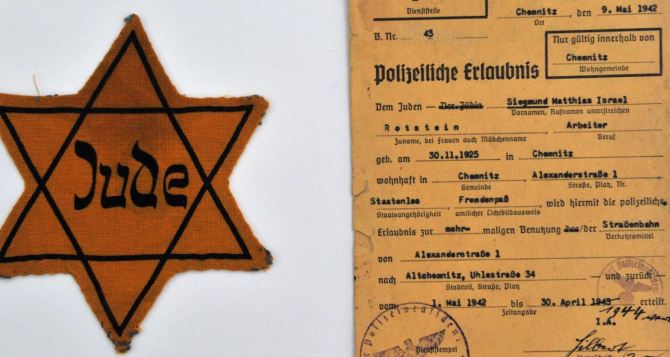 Jude
Dienststelle
Chemnitz, den 9. Mai 1942
Ort
B. Nr. 43
Nur gültig innerhalb von
Chemnitz
Wohngemeinde
Polizeiliche Erlaubnis
Dem Juden — Der Jüdin Siegmund Matthias Israel
Vornamen, Rufnamen unterstreichen
Rotstein Arbeiter
Zuname, bei Frauen auch Mädchenname Beruf
geb. am 30.11.1925 in Chemnitz
wohnhaft in Chemnitz, Alexanderstraße 1
Gemeinde Straße, Platz, Nr.
Staatenlos Fremdenpaß, wird hiermit die polizeiliche
Staatsangehörigkeit amtlicher Lichtbildausweis
Erlaubnis zur mehr- maligen Benutzung des/der Straßenbahn
Verkehrsmittel
von Alexanderstraße 1
nach Altchemnitz, Uhlestraße 34 — und zurück —
Stadtteil, Straße, Platz
vom 1. Mai 1942 bis 30. April 1943 erteilt.
Zeitangabe
1944
I.A.
Polizeipräsident
Dienststempel